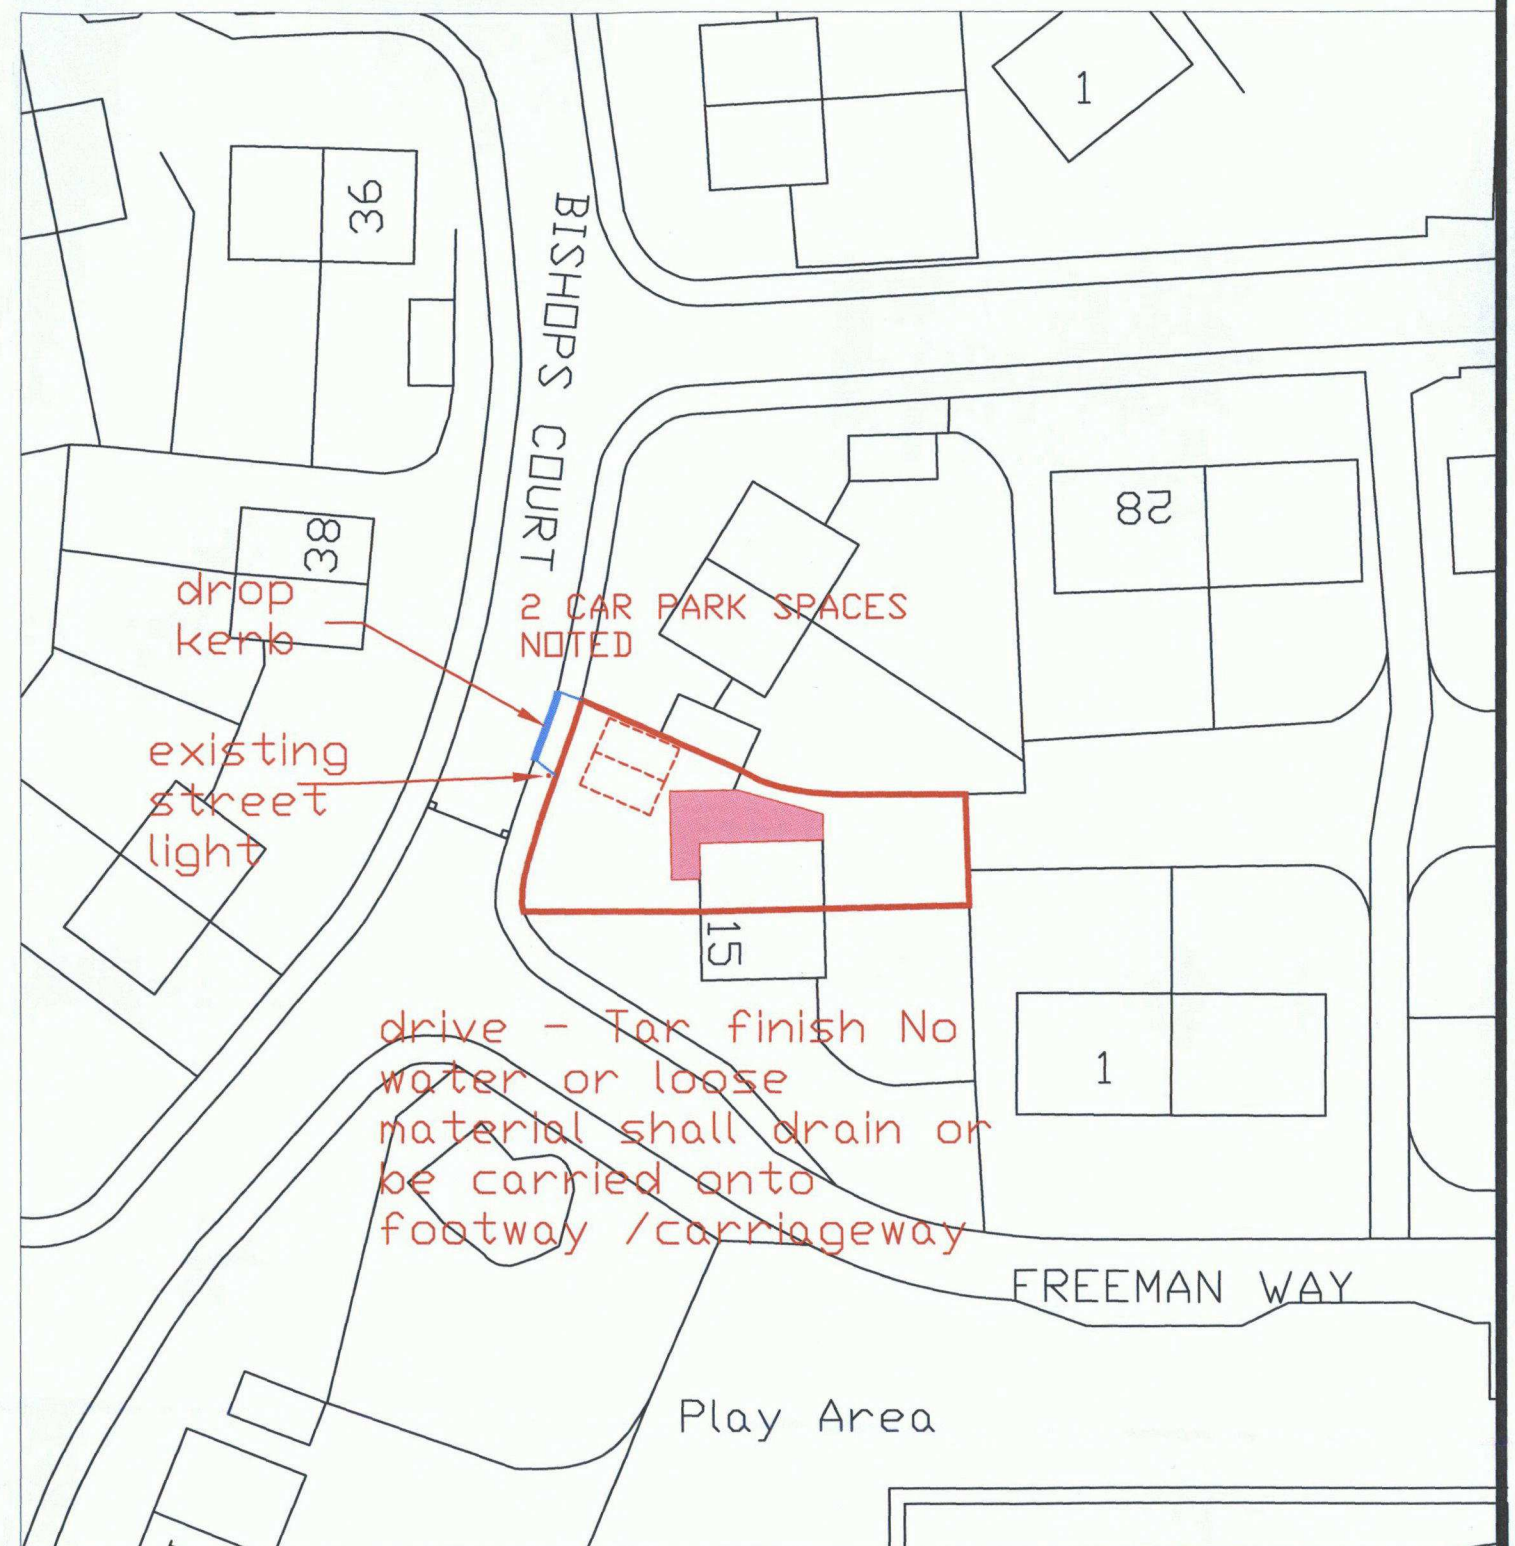 1
36
BISHOPS COURT
28
38
drop
kerb
2 CAR PARK SPACES
NOTED
existing
street
light
15
drive - Tar finish No
water or loose
material shall drain or
be carried onto
footway /carriageway
1
FREEMAN WAY
Play Area